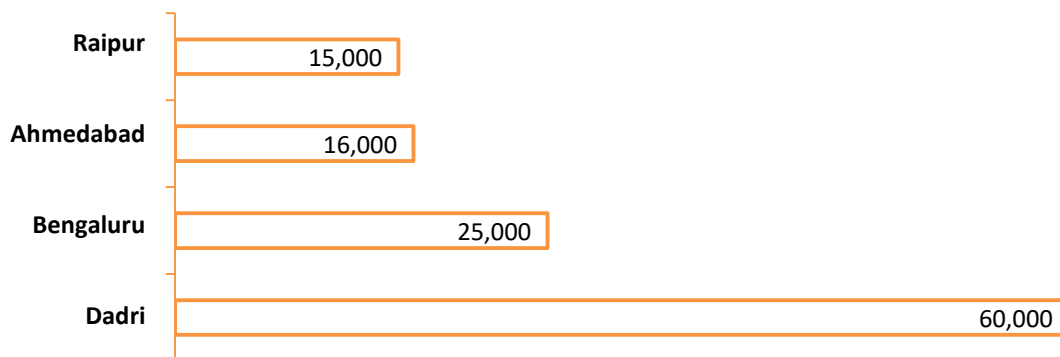 Raipur
15,000
Ahmedabad
16,000
Bengaluru
25,000
Dadri
60,000